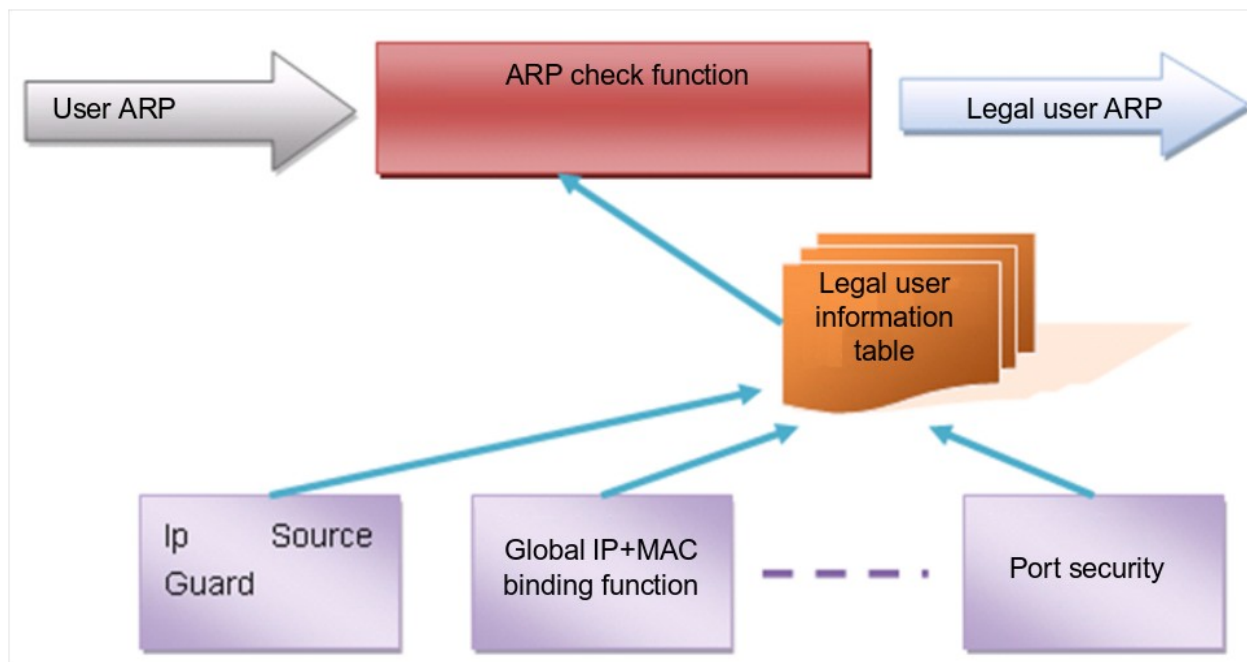 User ARP
ARP check function
Legal user ARP
Legal user
information
table
Ip Source
Guard
Global IP+MAC
binding function
Port security